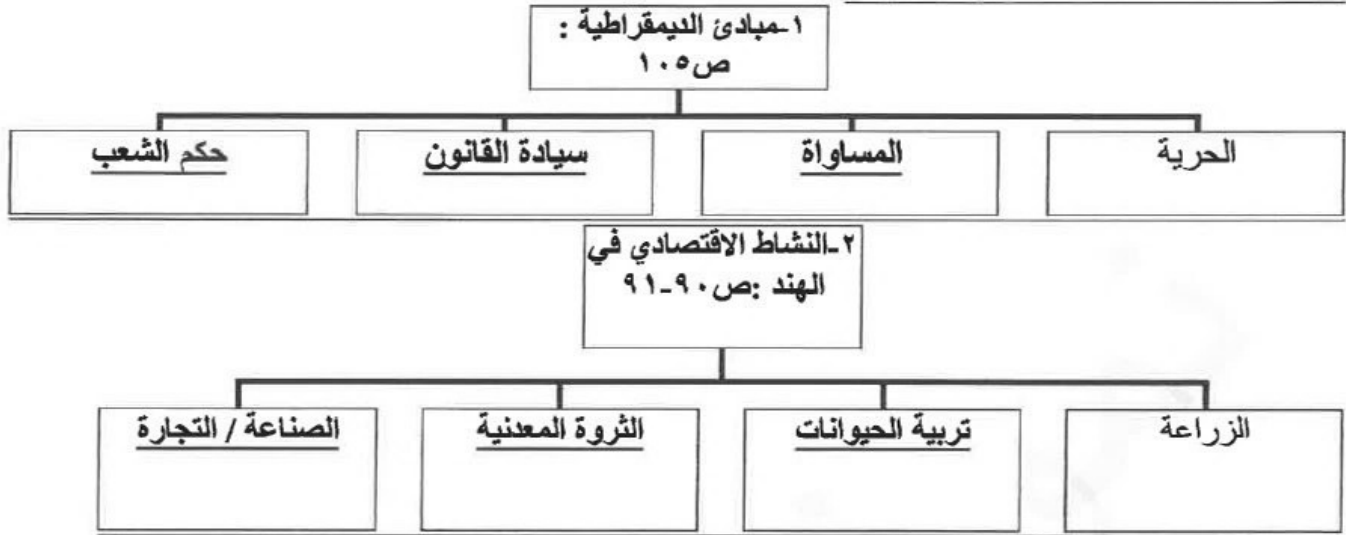 ١-مبادئ الديمقراطية :
ص١٠٥
الحرية
المساواة
سيادة القانون
حكم الشعب
٢-النشاط الاقتصادي في
الهند :ص٩٠-٩١
الزراعة
تربية الحيوانات
الثروة المعدنية
الصناعة / التجارة